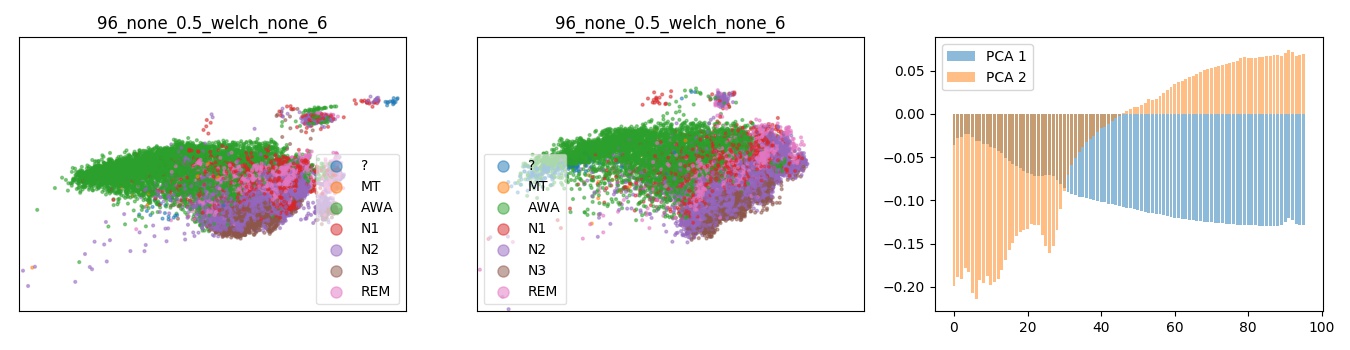 96_none_0.5_welch_none_6
?
MT
AWA
N1
N2
N3
REM
96_none_0.5_welch_none_6
?
MT
AWA
N1
N2
N3
REM
PCA 1
PCA 2
0.05
0.00
−0.05
−0.10
−0.15
−0.20
0 20 40 60 80 100